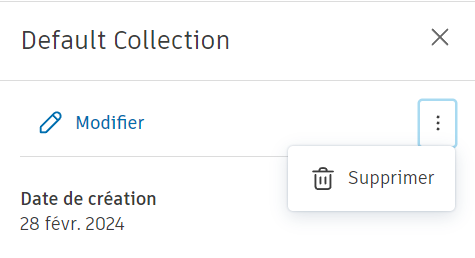 Default Collection
Modifier
Supprimer
Date de création
28 févr. 2024